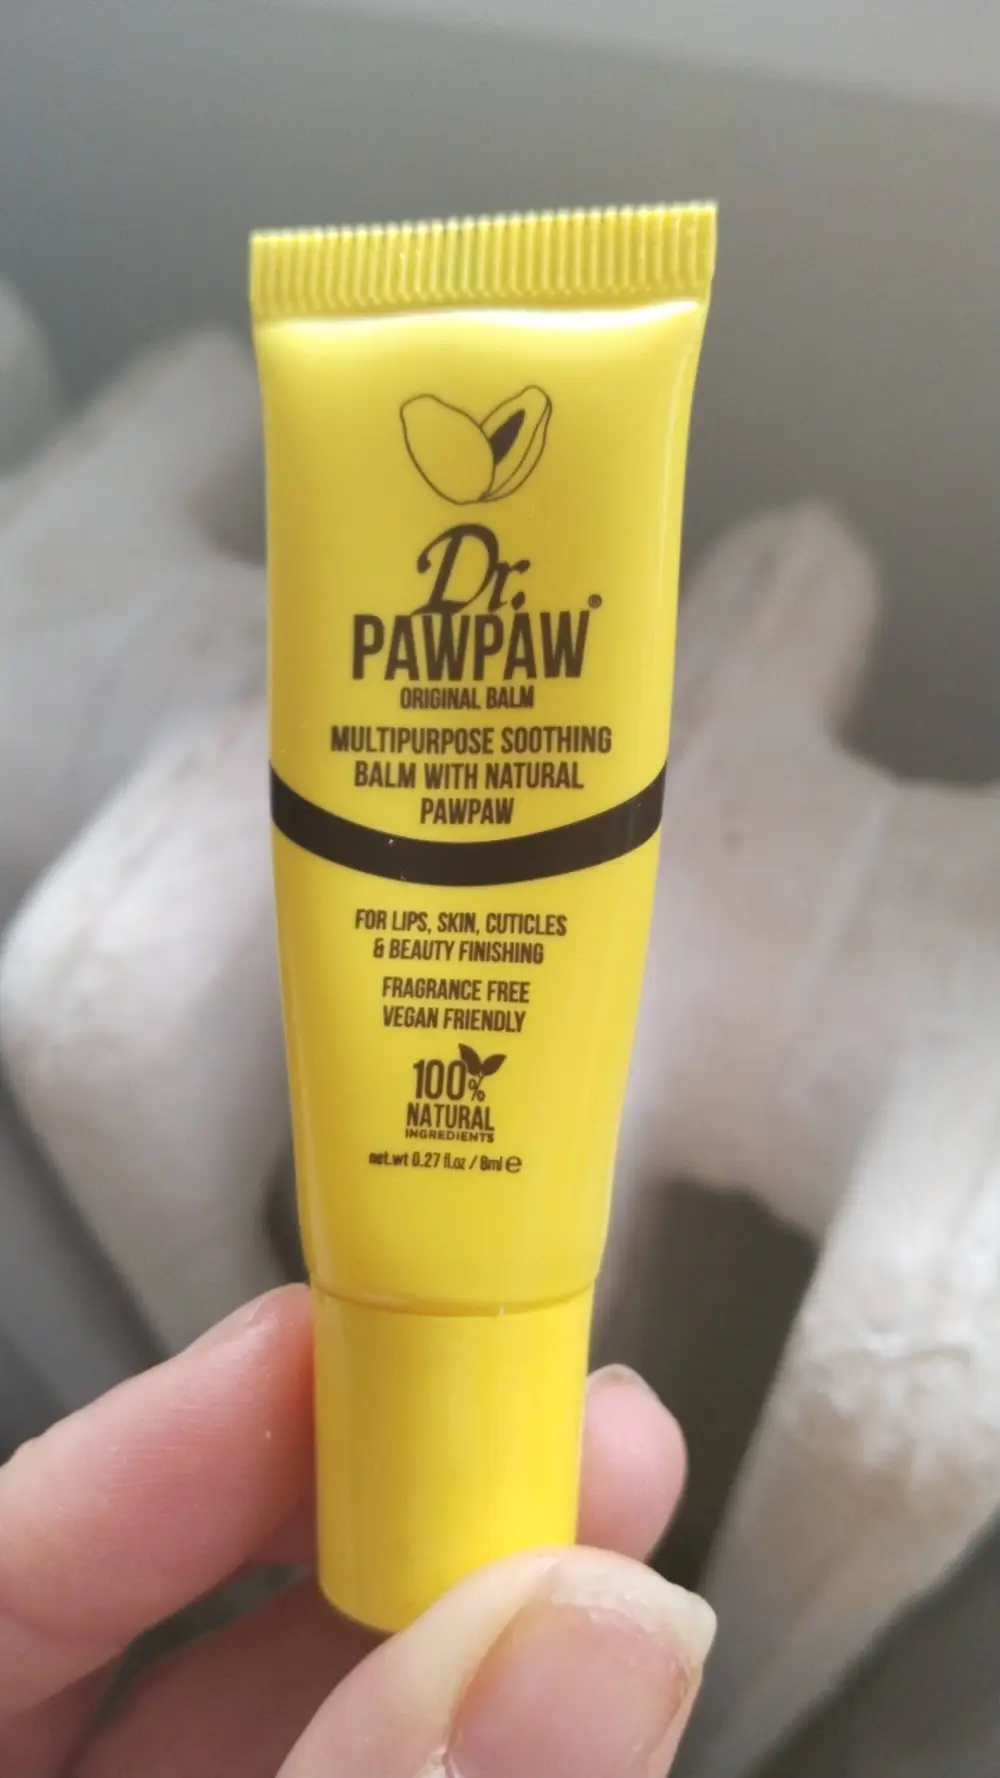 Dr.
PAWPAW®
ORIGINAL BALM
MULTIPURPOSE SOOTHING
BALM WITH NATURAL
PAWPAW
FOR LIPS, SKIN, CUTICLES
& BEAUTY FINISHING
FRAGRANCE FREE
VEGAN FRIENDLY
100%
NATURAL
INGREDIENTS
net.wt 0.27 fl.oz / 8ml ℮